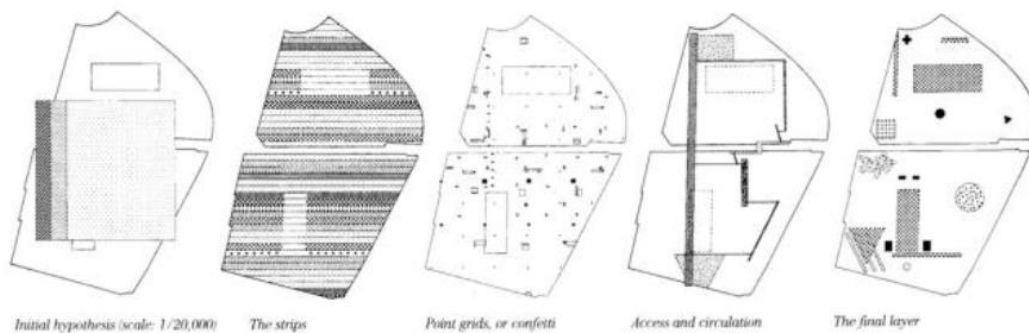 Initial hypothesis (scale: 1/20,000)
The strips
Point grids, or confetti
Access and circulation
The final layer